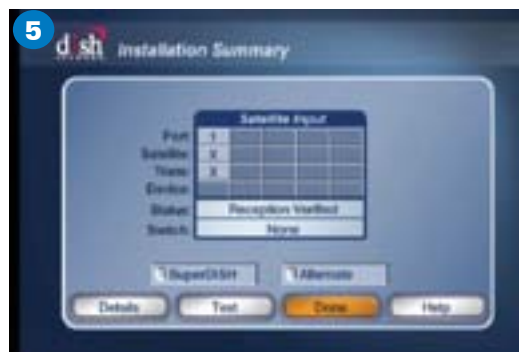 5
dish Installation Summary
Satellite Input
Port 1
Satellite X
Trans X
Device
Status: Reception Verified
Switch: None
SuperDISH Alternate
Details Test Done Help